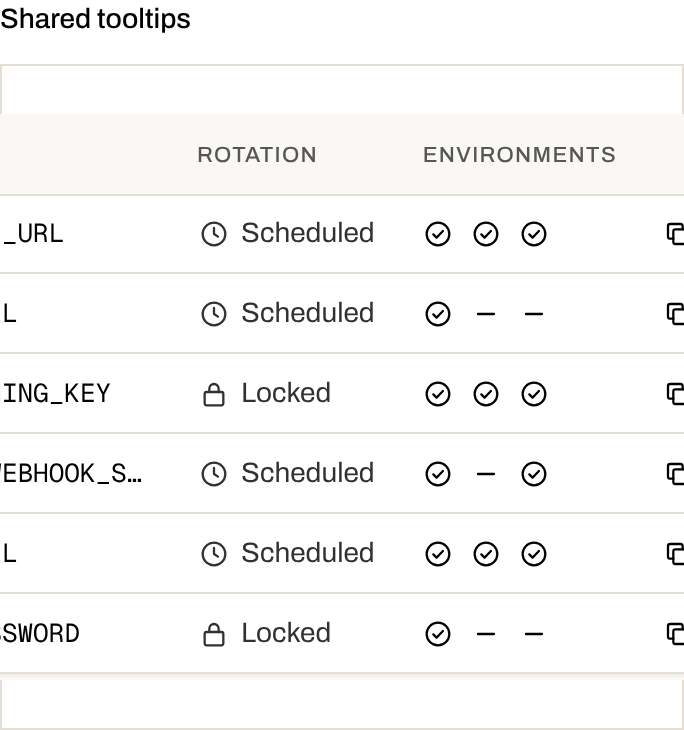 Shared tooltips
ROTATION ENVIRONMENTS
_URL Scheduled
L Scheduled
ING_KEY Locked
EBHOOK_S… Scheduled
L Scheduled
SWORD Locked